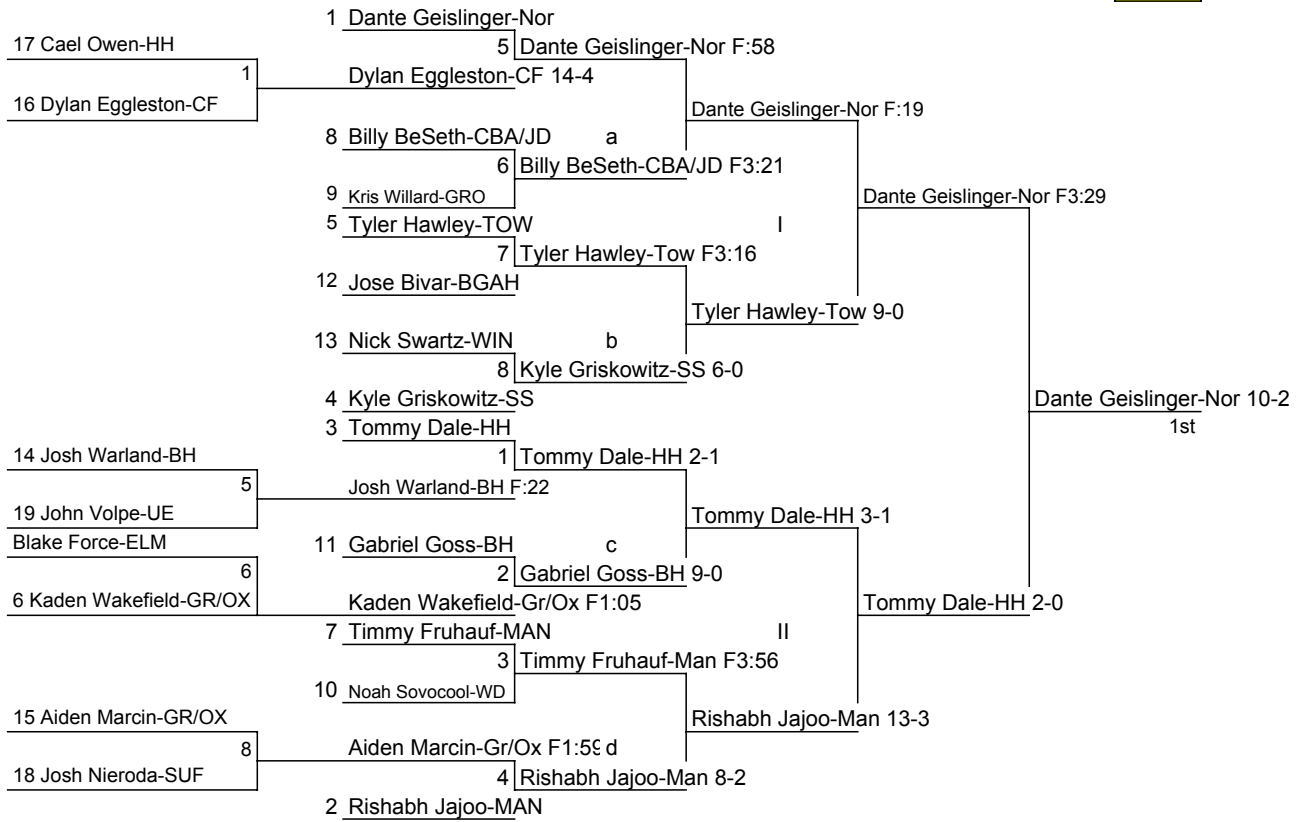 1 Dante Geislinger-Nor
17 Cael Owen-HH
5 Dante Geislinger-Nor F:58
1 Dylan Eggleston-CF 14-4
16 Dylan Eggleston-CF
Dante Geislinger-Nor F:19
8 Billy BeSeth-CBA/JD a
6 Billy BeSeth-CBA/JD F3:21
9 Kris Willard-GRO
Dante Geislinger-Nor F3:29
5 Tyler Hawley-TOW I
7 Tyler Hawley-Tow F3:16
12 Jose Bivar-BGAH
Tyler Hawley-Tow 9-0
13 Nick Swartz-WIN b
8 Kyle Griskowitz-SS 6-0
4 Kyle Griskowitz-SS
Dante Geislinger-Nor 10-2
1st
3 Tommy Dale-HH
14 Josh Warland-BH
1 Tommy Dale-HH 2-1
5 Josh Warland-BH F:22
19 John Volpe-UE
Tommy Dale-HH 3-1
Blake Force-ELM
11 Gabriel Goss-BH c
6
2 Gabriel Goss-BH 9-0
6 Kaden Wakefield-GR/OX
Kaden Wakefield-Gr/Ox F1:05
Tommy Dale-HH 2-0
7 Timmy Fruhauf-MAN II
3 Timmy Fruhauf-Man F3:56
10 Noah Sovocool-WD
15 Aiden Marcin-GR/OX
Rishabh Jajoo-Man 13-3
8 Aiden Marcin-Gr/Ox F1:59 d
18 Josh Nieroda-SUF
4 Rishabh Jajoo-Man 8-2
2 Rishabh Jajoo-MAN